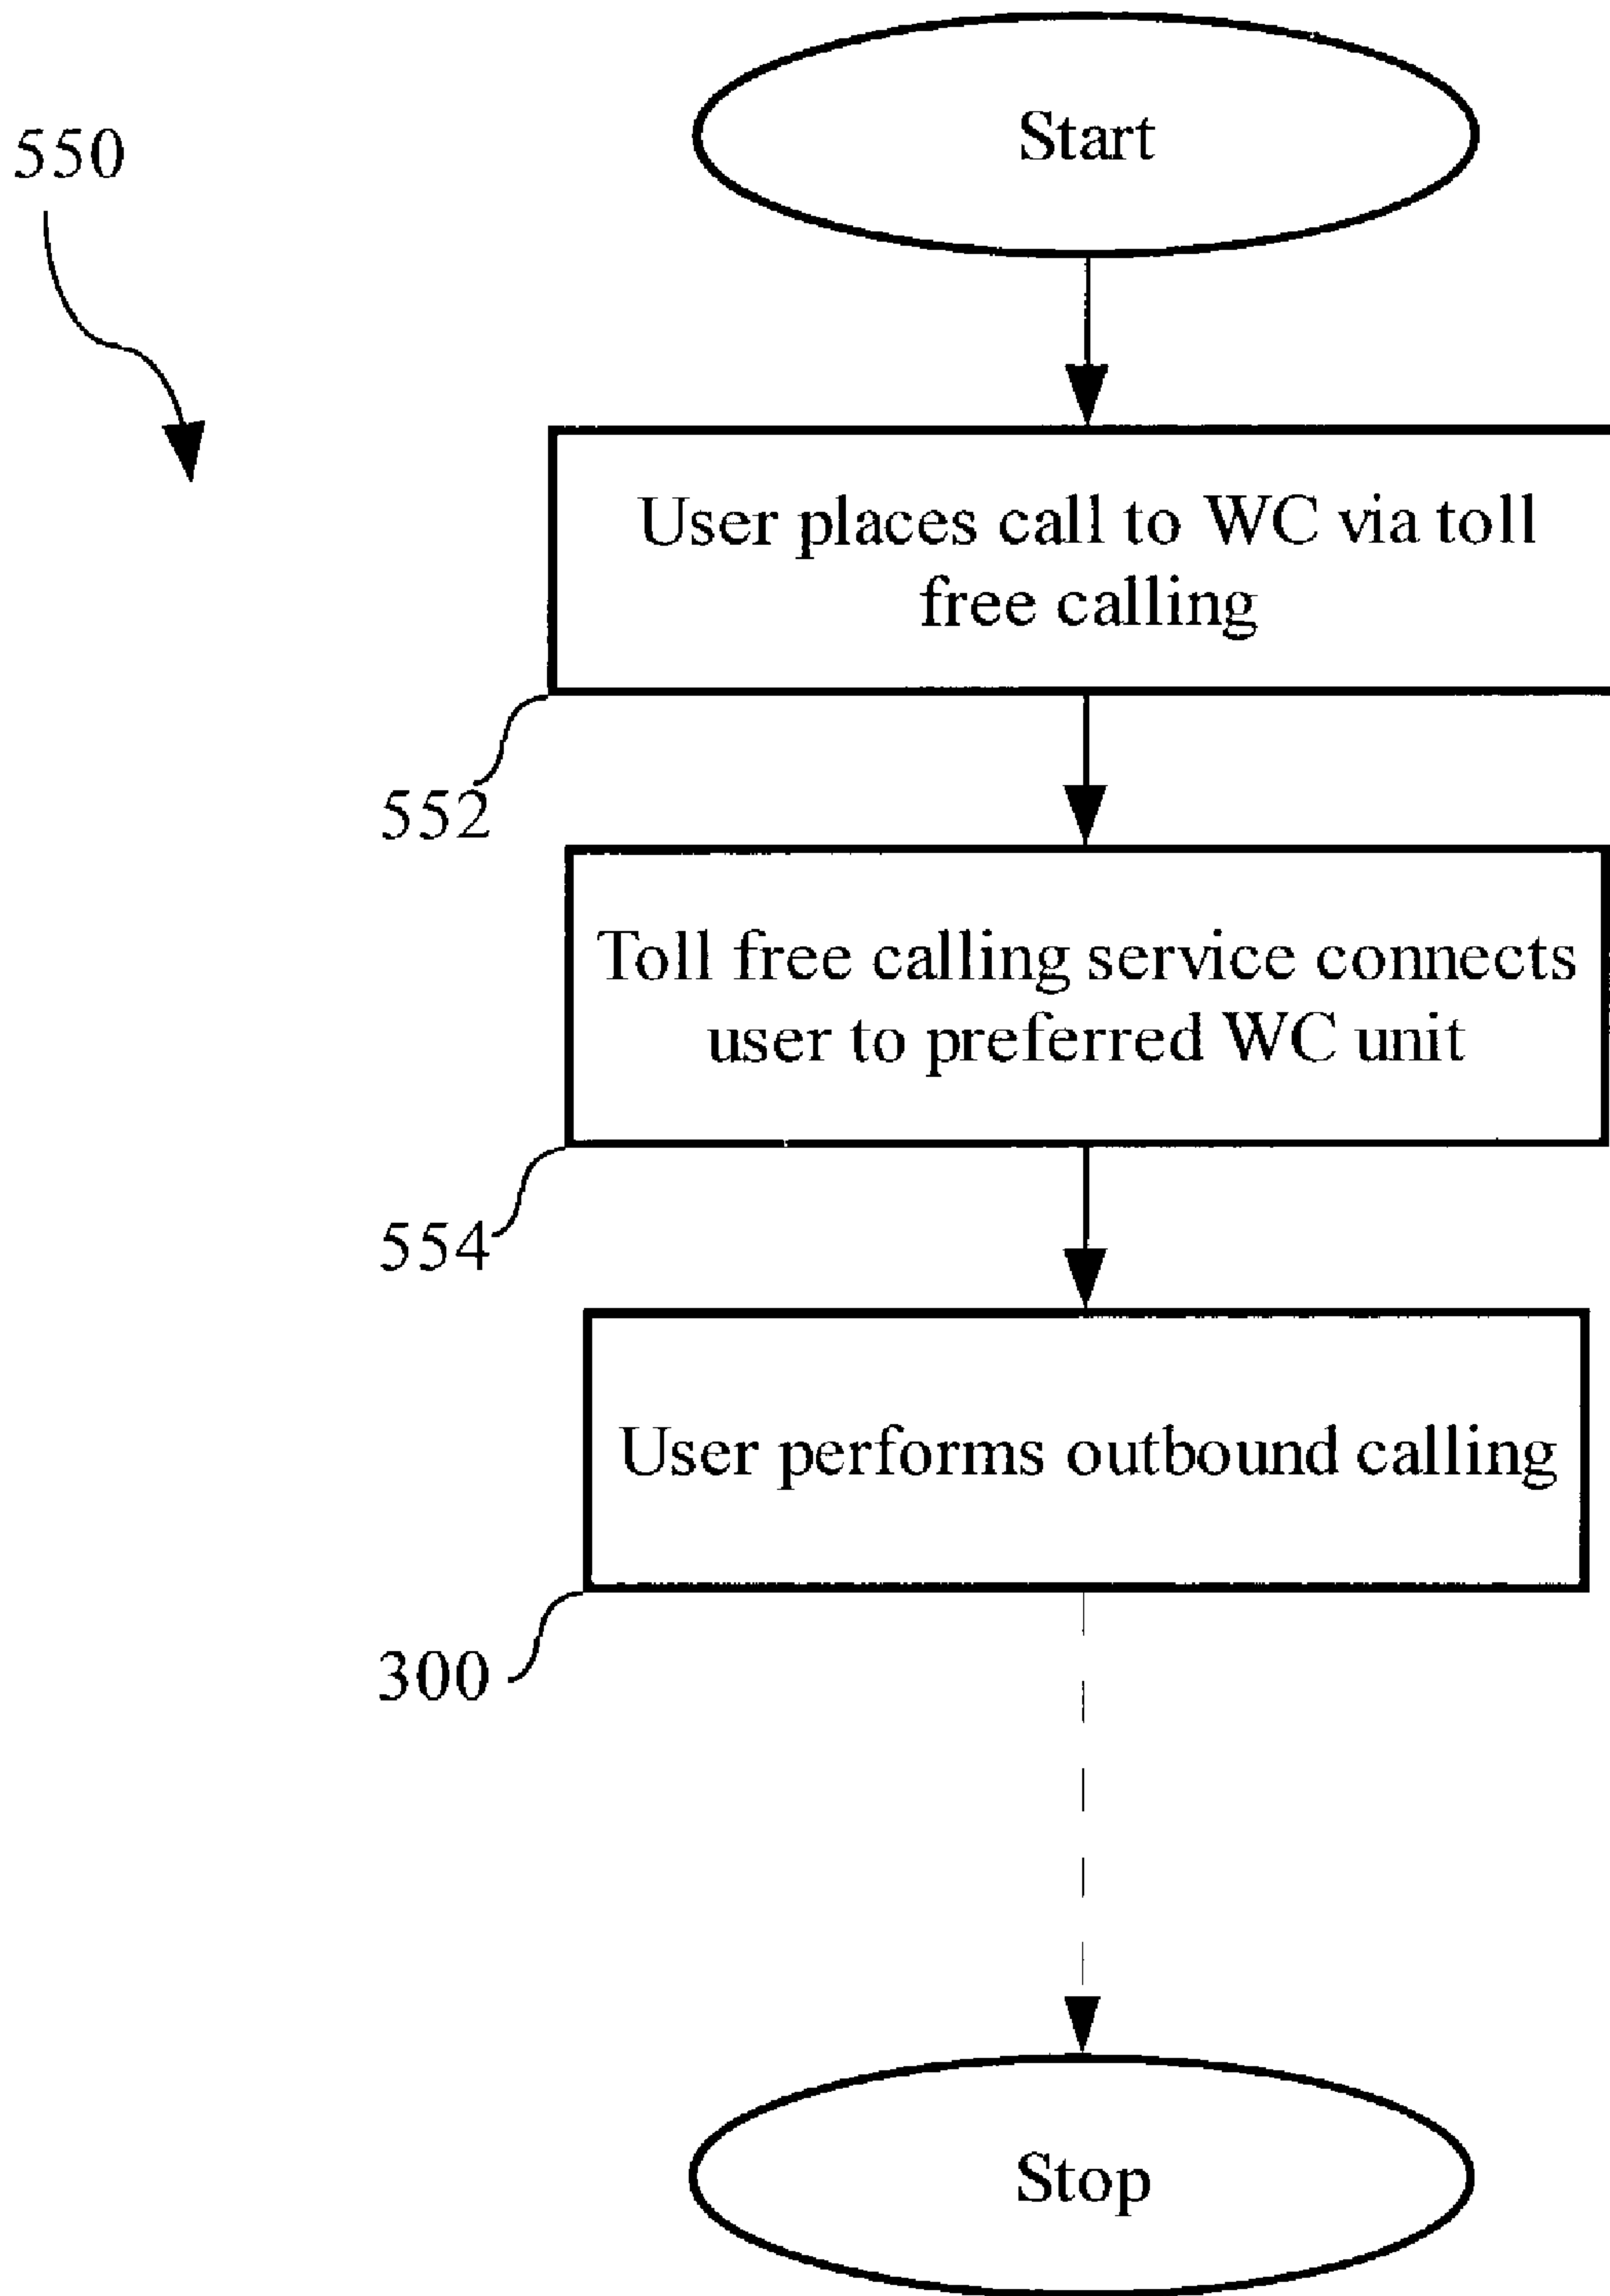 Start
550
User places call to WC via toll
free calling
552
Toll free calling service connects
user to preferred WC unit
554
User performs outbound calling
300
Stop